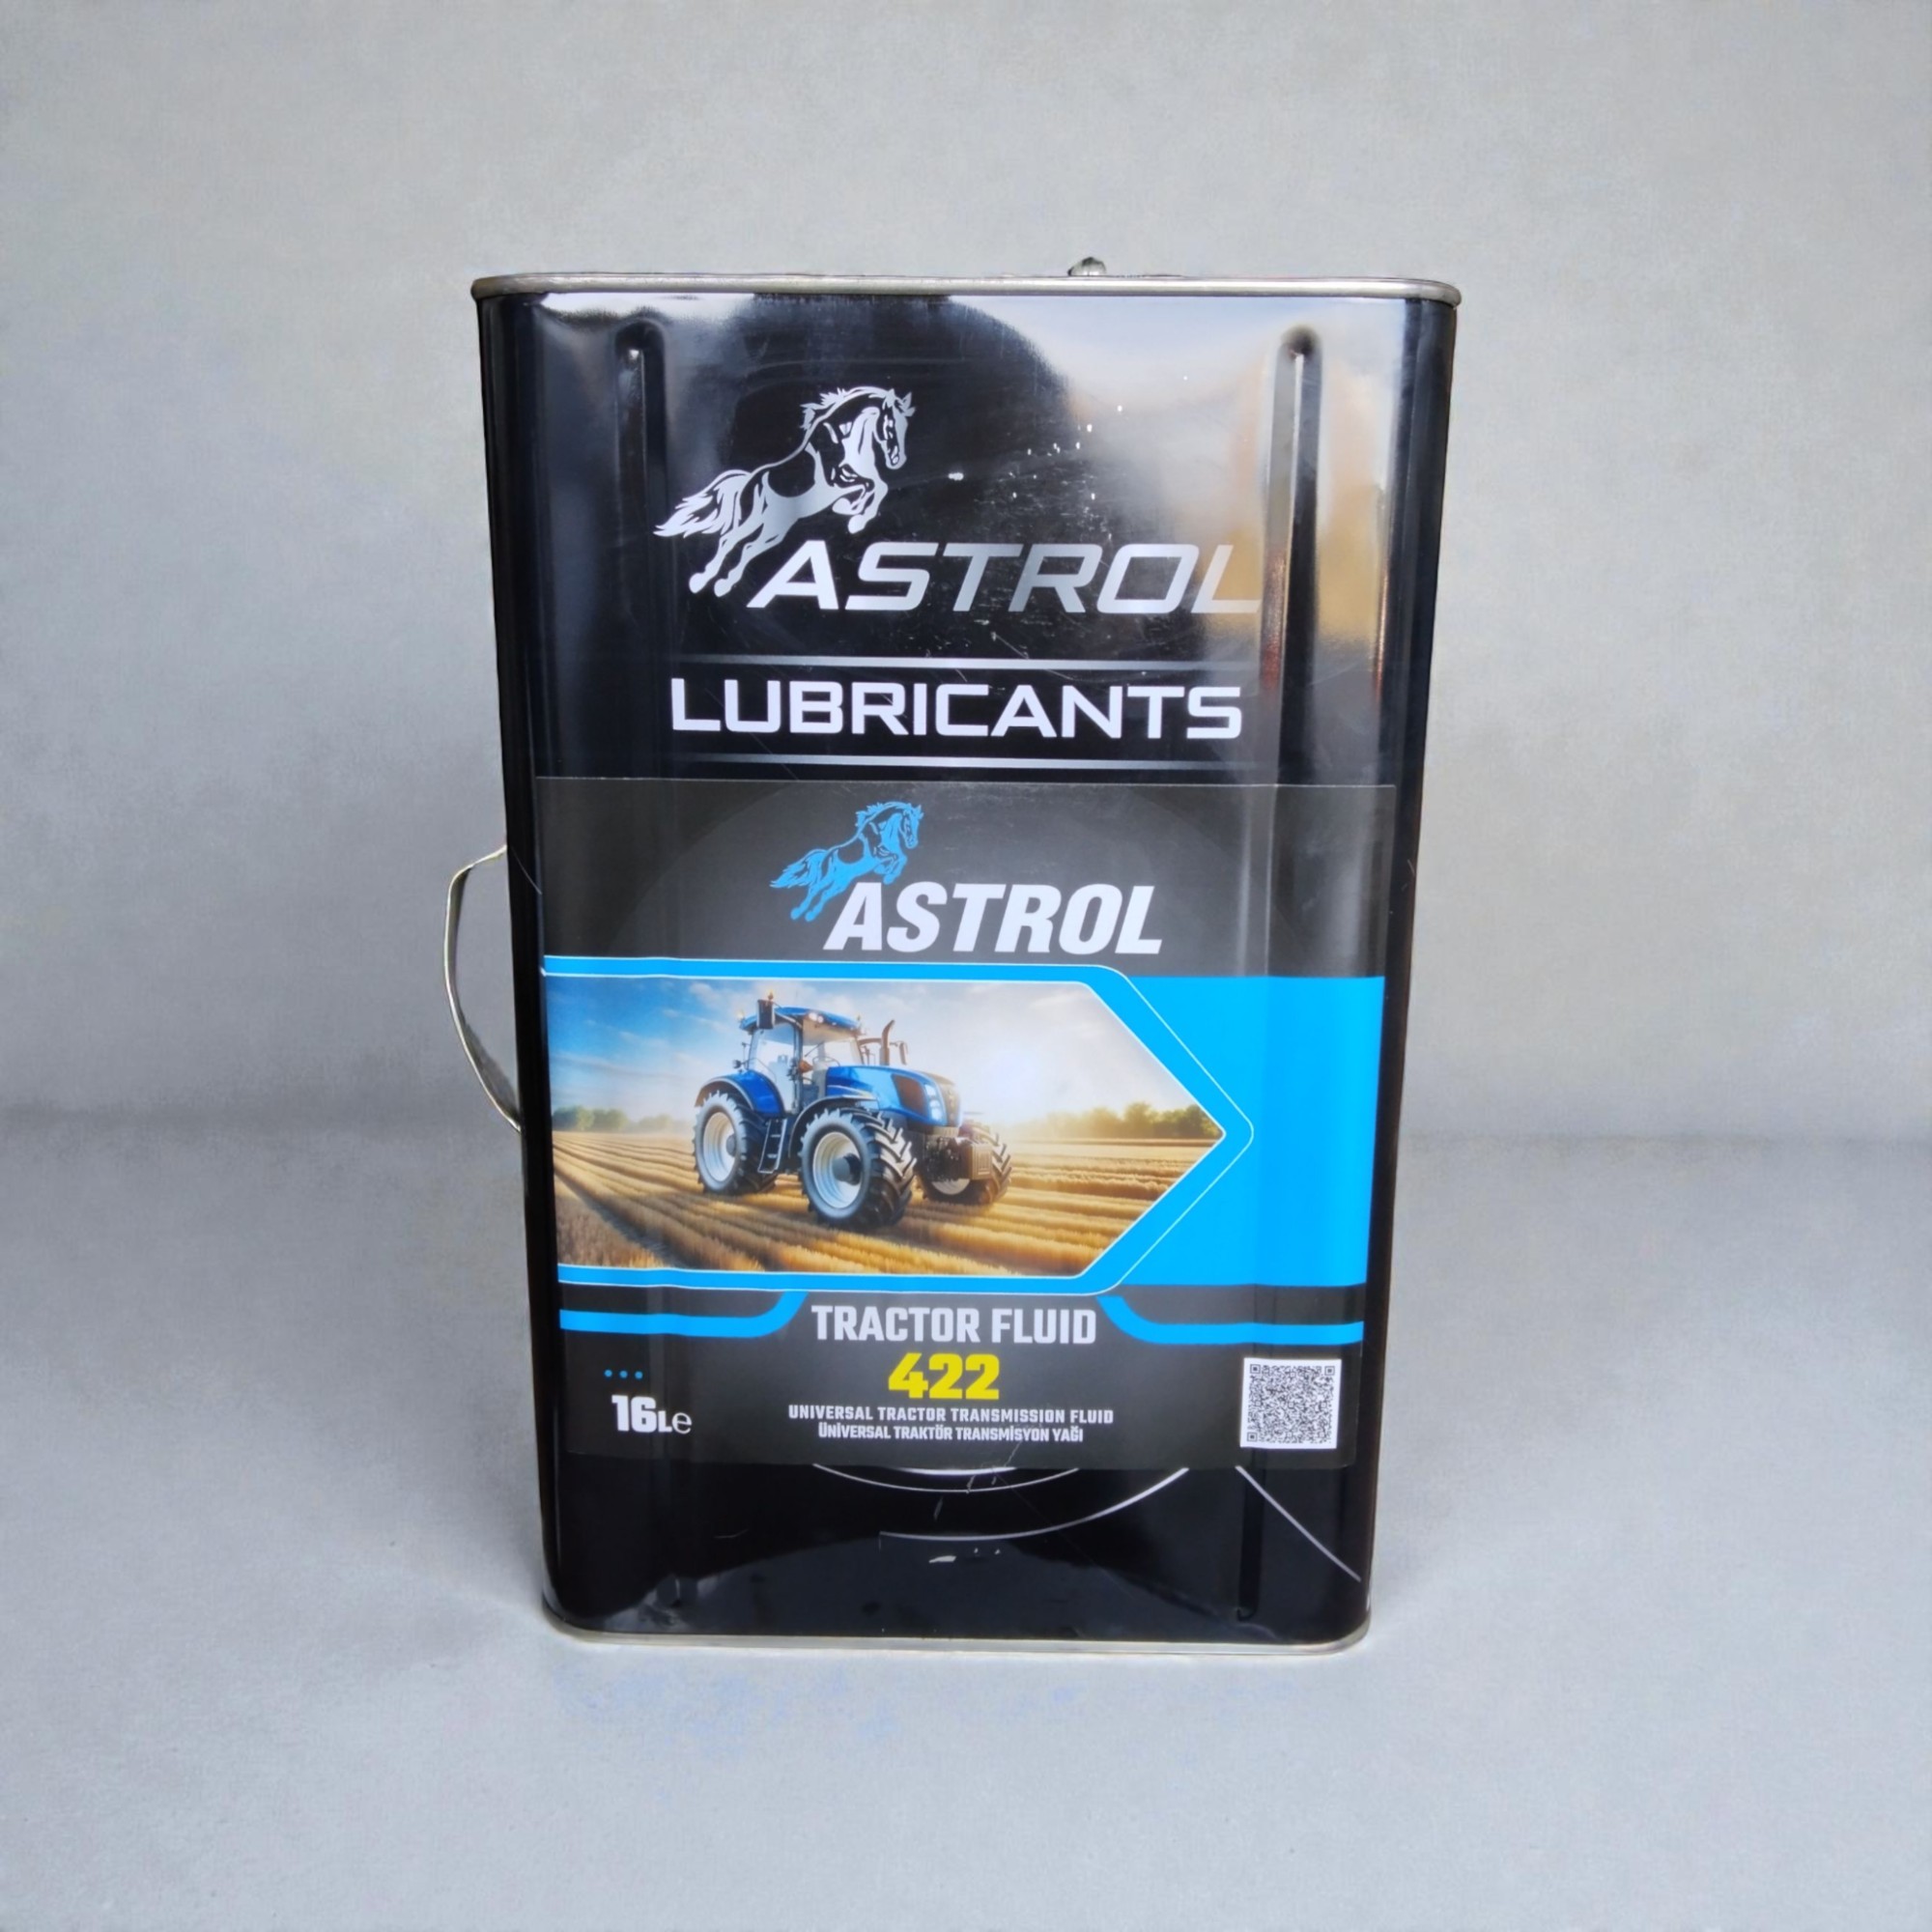 ASTROL
LUBRICANTS
ASTROL
TRACTOR FLUID
422
16Le
UNIVERSAL TRACTOR TRANSMISSION FLUID
ÜNİVERSAL TRAKTÖR TRANSMİSYON YAĞI